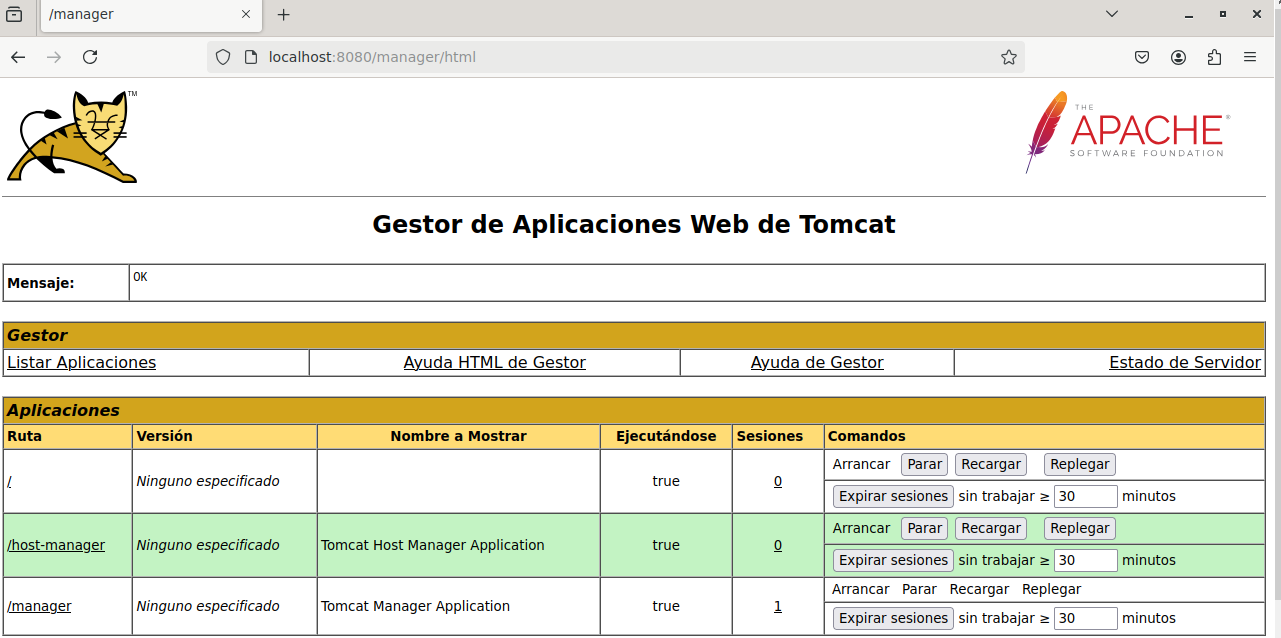 /manager
localhost:8080/manager/html
TM
THE
APACHE®
SOFTWARE FOUNDATION
Gestor de Aplicaciones Web de Tomcat
Mensaje: OK
Gestor
Listar Aplicaciones Ayuda HTML de Gestor Ayuda de Gestor Estado de Servidor
Aplicaciones
Ruta Versión Nombre a Mostrar Ejecutándose Sesiones Comandos
/ Ninguno especificado true 0 Arrancar Parar Recargar Replegar
Expirar sesiones sin trabajar ≥ 30 minutos
/host-manager Ninguno especificado Tomcat Host Manager Application true 0 Arrancar Parar Recargar Replegar
Expirar sesiones sin trabajar ≥ 30 minutos
/manager Ninguno especificado Tomcat Manager Application true 1 Arrancar Parar Recargar Replegar
Expirar sesiones sin trabajar ≥ 30 minutos